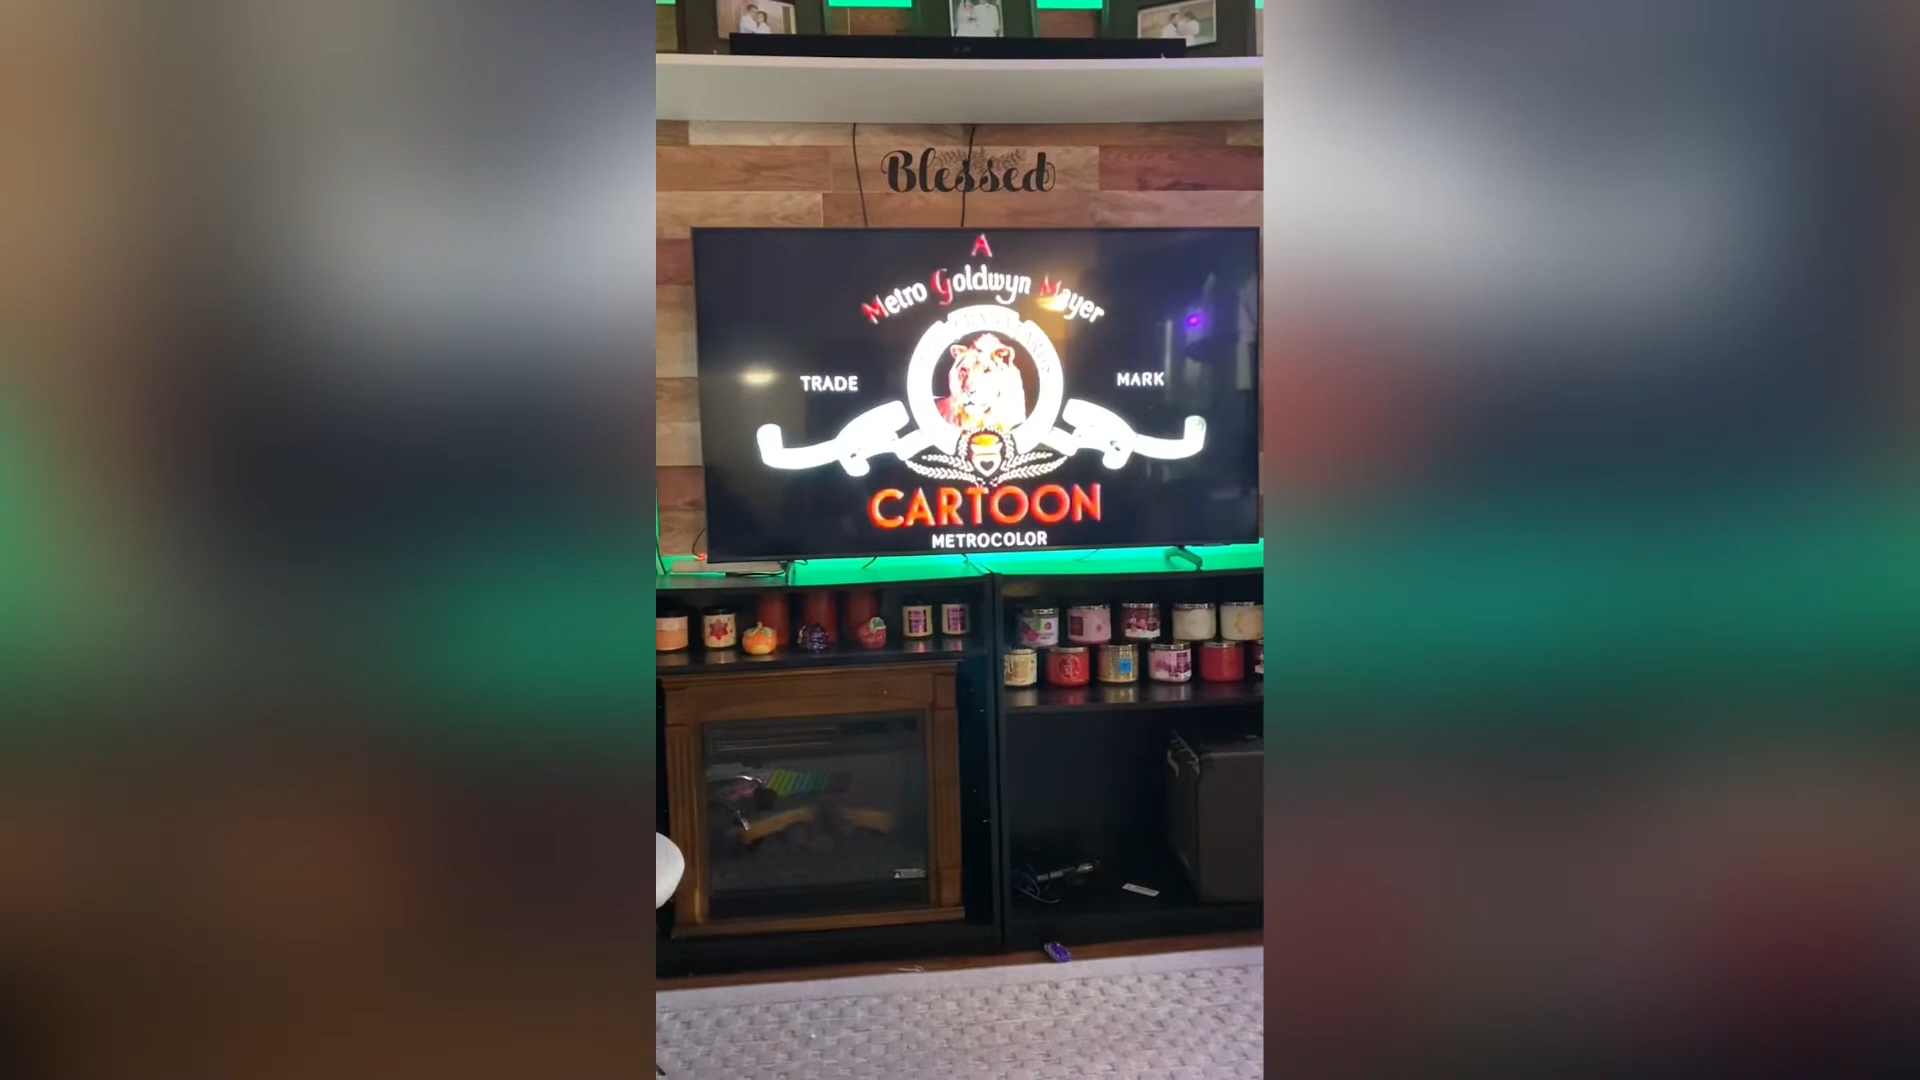 Blessed
A
Metro Goldwyn Mayer
TRADE
MARK
CARTOON
METROCOLOR